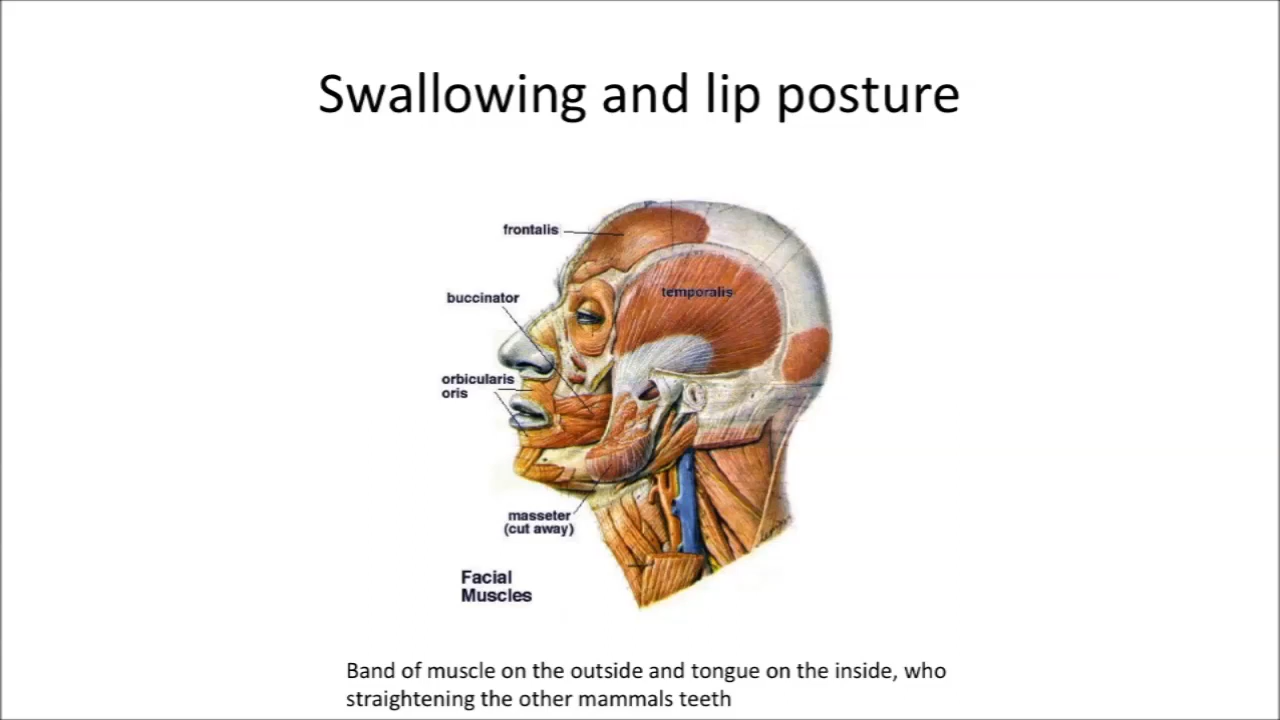 Swallowing and lip posture
frontalis
temporalis
buccinator
orbicularis
oris
masseter
(cut away)
Facial
Muscles
Band of muscle on the outside and tongue on the inside, who
straightening the other mammals teeth